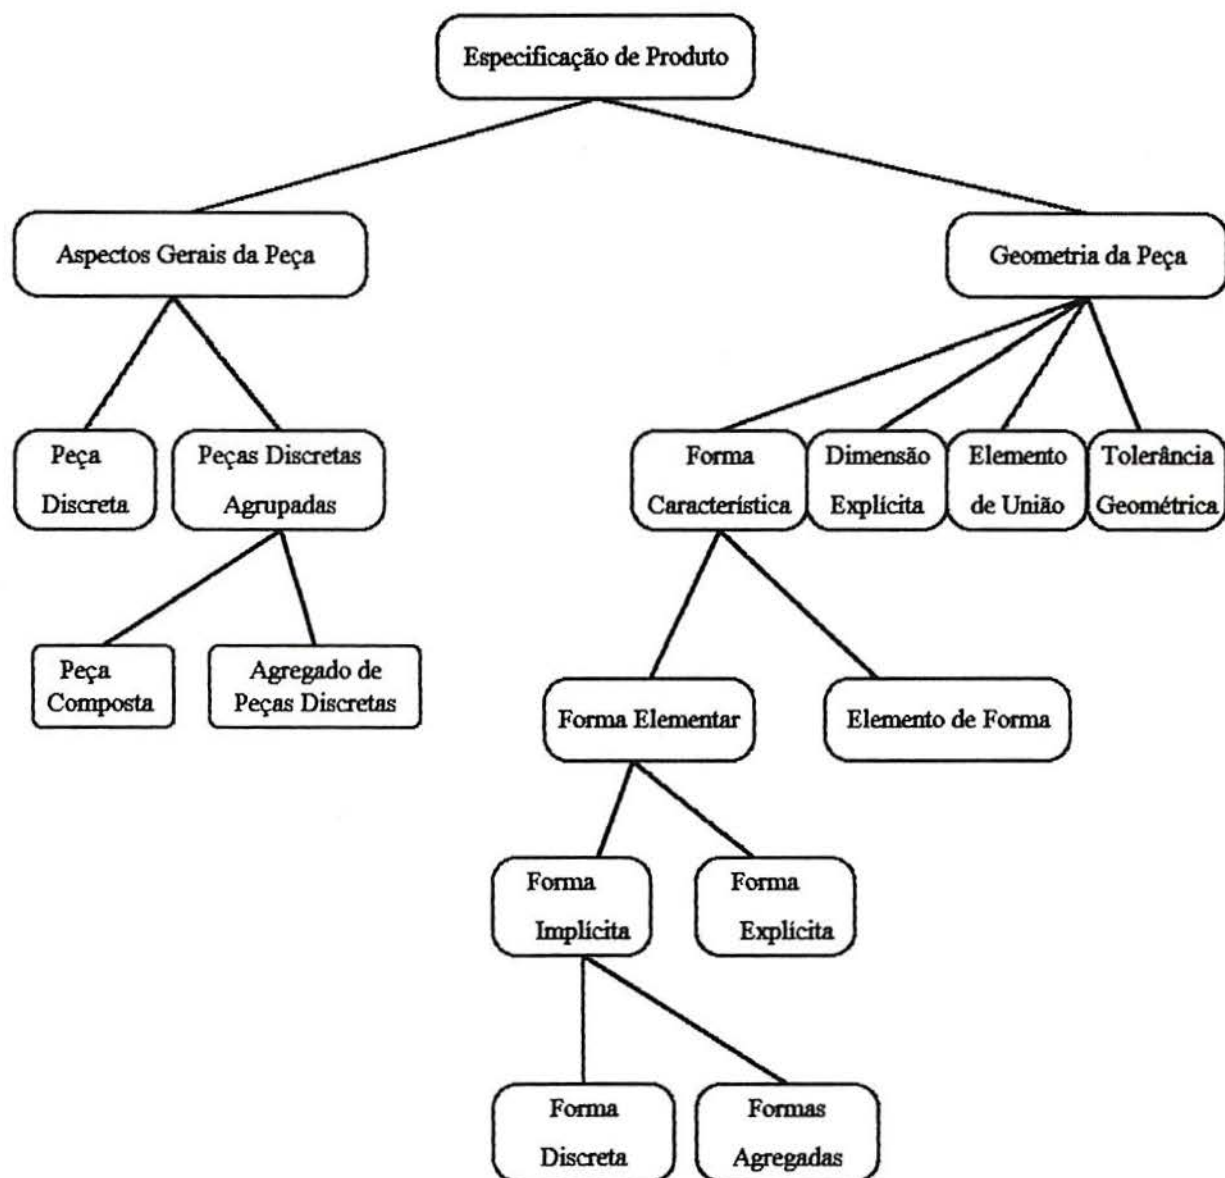 Especificação de Produto
Aspectos Gerais da Peça
Geometria da Peça
Peça
Discreta
Peças Discretas
Agrupadas
Forma
Característica
Dimensão
Explícita
Elemento
de União
Tolerância
Geométrica
Peça
Composta
Agregado de
Peças Discretas
Forma Elementar
Elemento de Forma
Forma
Implícita
Forma
Explícita
Forma
Discreta
Formas
Agregadas